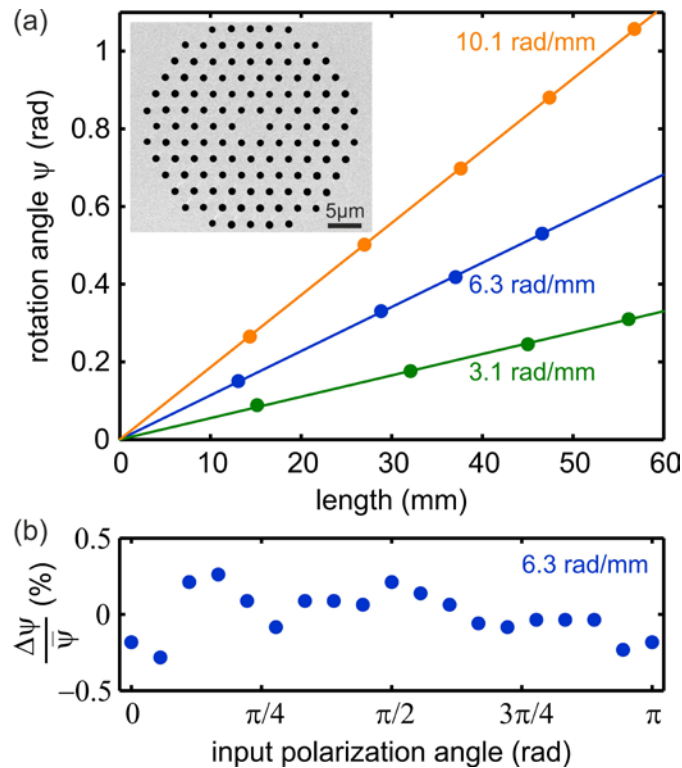 (a)
1
0.8
0.6
0.4
0.2
0
rotation angle ψ (rad)
10.1 rad/mm
5µm
6.3 rad/mm
3.1 rad/mm
0 10 20 30 40 50 60
length (mm)
(b)
0.5
0
−0.5
Δψ
ψ̅ (%)
6.3 rad/mm
0 π/4 π/2 3π/4 π
input polarization angle (rad)